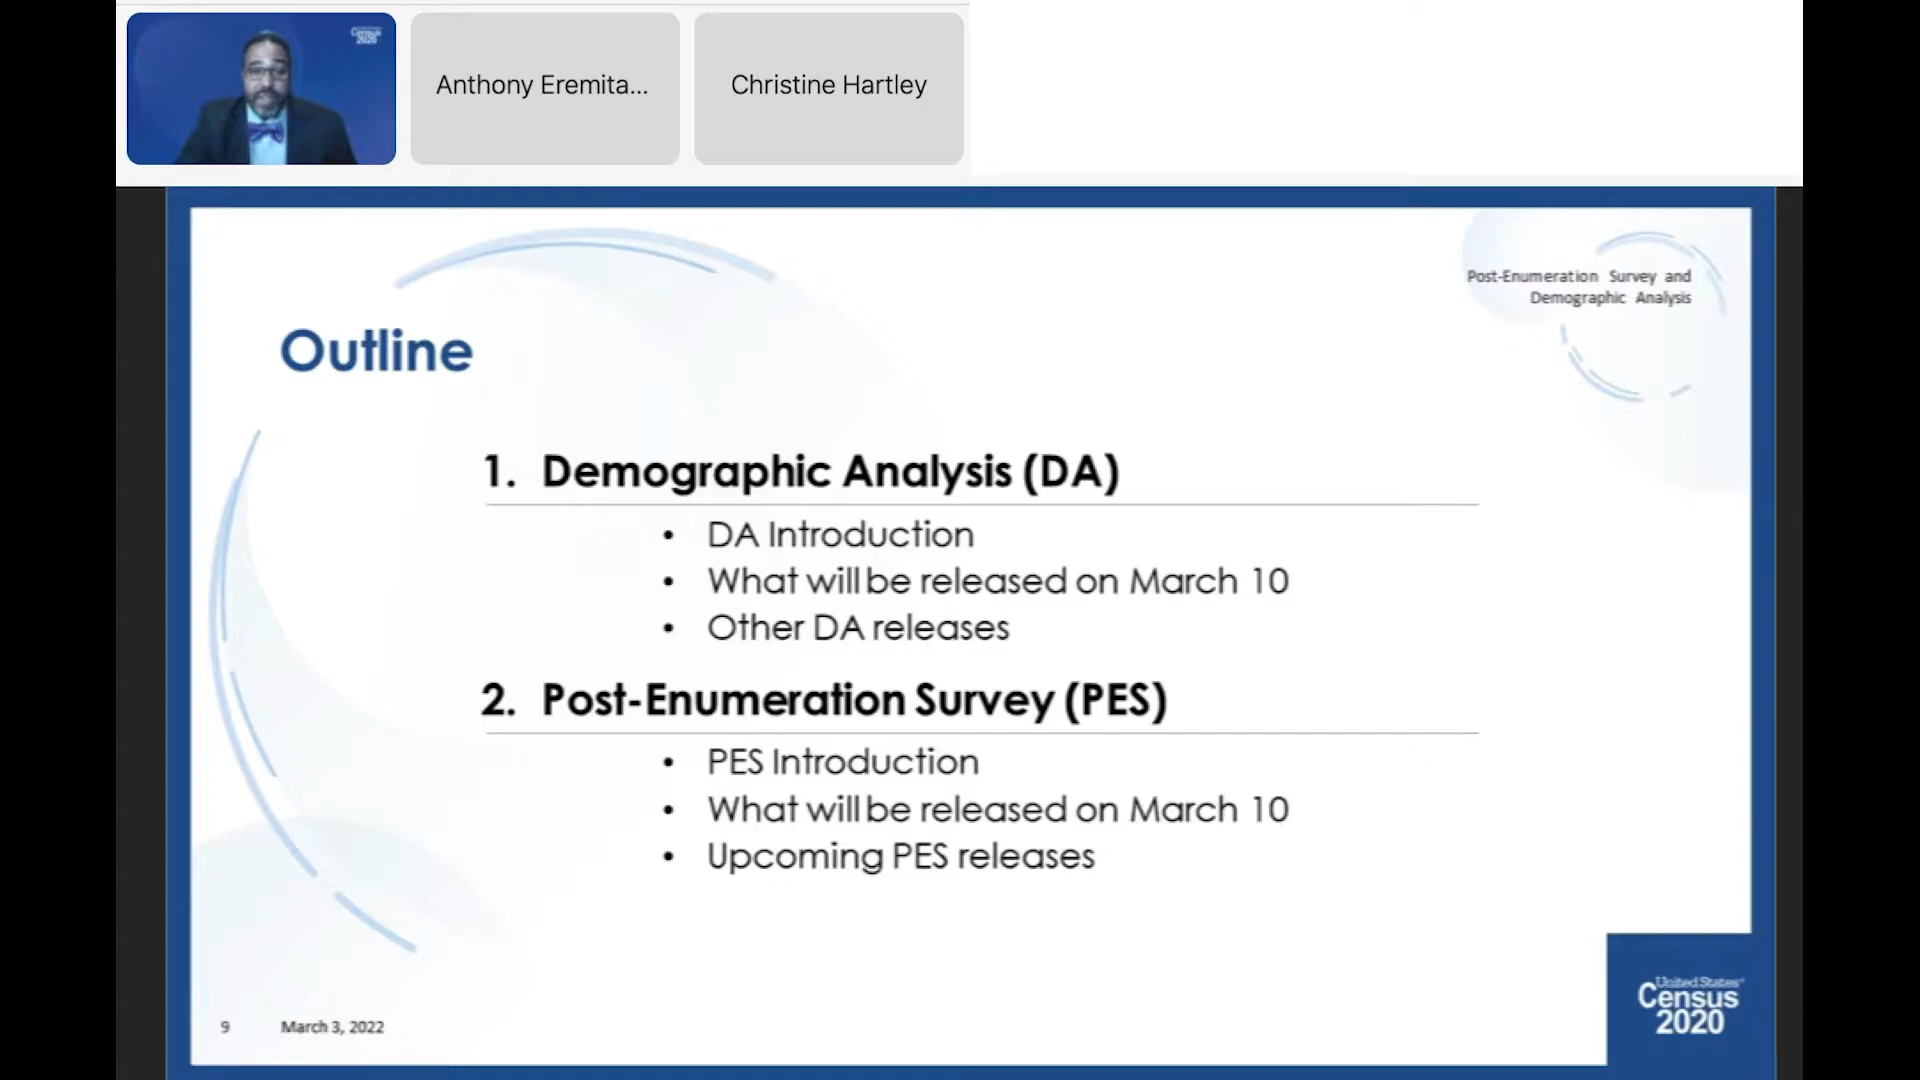 Census
2020
Anthony Eremita...
Christine Hartley
Post-Enumeration Survey and
Demographic Analysis
Outline
1. Demographic Analysis (DA)
• DA Introduction
• What will be released on March 10
• Other DA releases
2. Post-Enumeration Survey (PES)
• PES Introduction
• What will be released on March 10
• Upcoming PES releases
9 March 3, 2022
United States®
Census
2020